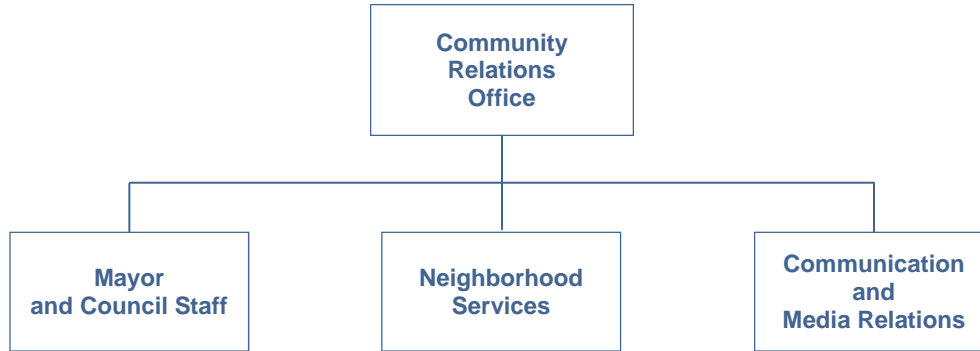 Community
Relations
Office
Mayor
and Council Staff
Neighborhood
Services
Communication
and
Media Relations